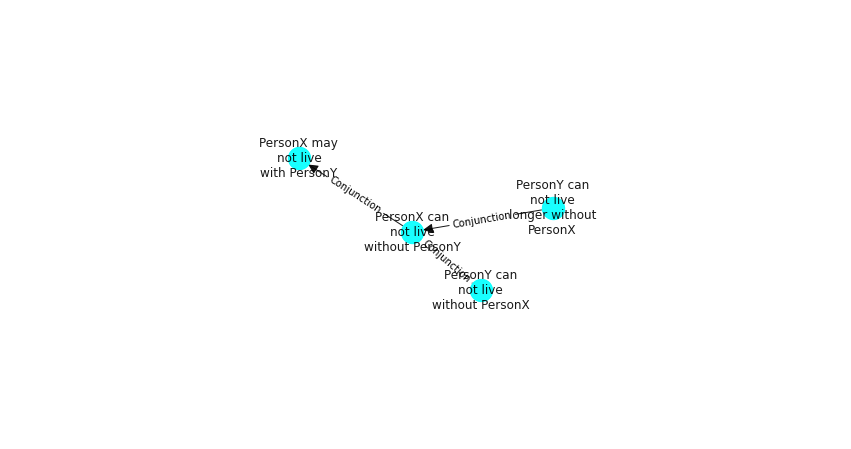 PersonX may
not live
with PersonY
Conjunction
PersonY can
not live
longer without
PersonX
Conjunction
PersonX can
not live
without PersonY
Conjunction
PersonY can
not live
without PersonX